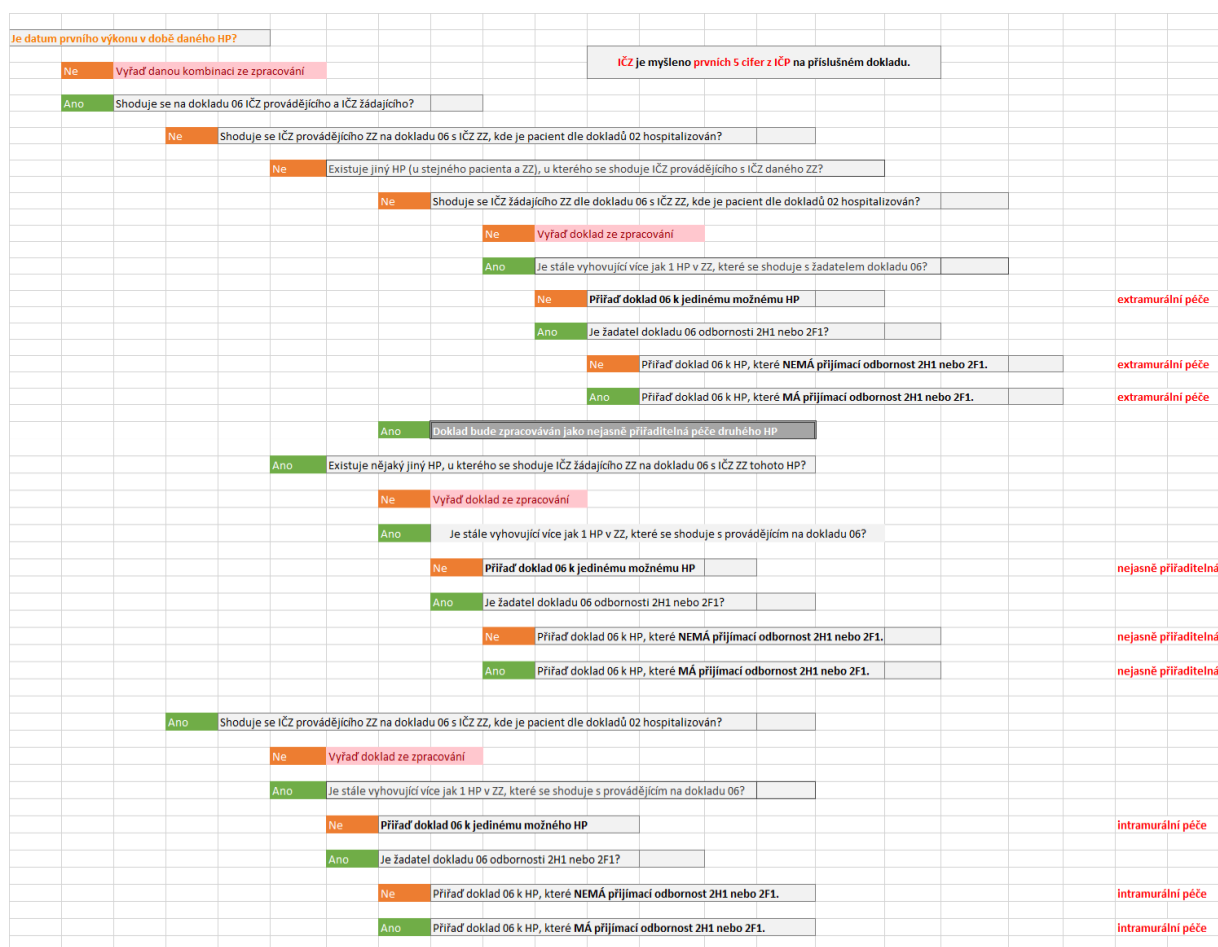 Je datum prvního výkonu v době daného HP?
IČZ je myšleno prvních 5 cifer z IČP na příslušném dokladu.
Ne Vyřaď danou kombinaci ze zpracování
Ano Shoduje se na dokladu 06 IČZ provádějícího a IČZ žádajícího?
Ne Shoduje se IČZ provádějícího ZZ na dokladu 06 s IČZ ZZ, kde je pacient dle dokladů 02 hospitalizován?
Ne Existuje jiný HP (u stejného pacienta a ZZ), u kterého se shoduje IČZ provádějícího s IČZ daného ZZ?
Ne Shoduje se IČZ žádajícího ZZ dle dokladu 06 s IČZ ZZ, kde je pacient dle dokladů 02 hospitalizován?
Ne Vyřaď doklad ze zpracování
Ano Je stále vyhovující více jak 1 HP v ZZ, které se shoduje s žadatelem dokladu 06?
Ne Přiřaď doklad 06 k jedinému možnému HP extramurální péče
Ano Je žadatel dokladu 06 odbornosti 2H1 nebo 2F1?
Ne Přiřaď doklad 06 k HP, které NEMÁ přijímací odbornost 2H1 nebo 2F1. extramurální péče
Ano Přiřaď doklad 06 k HP, které MÁ přijímací odbornost 2H1 nebo 2F1. extramurální péče
Ano Doklad bude zpracováván jako nejasně přiřaditelná péče druhého HP
Ano Existuje nějaký jiný HP, u kterého se shoduje IČZ žádajícího ZZ na dokladu 06 s IČZ ZZ tohoto HP?
Ne Vyřaď doklad ze zpracování
Ano Je stále vyhovující více jak 1 HP v ZZ, které se shoduje s provádějícím na dokladu 06?
Ne Přiřaď doklad 06 k jedinému možnému HP nejasně přiřaditelná
Ano Je žadatel dokladu 06 odbornosti 2H1 nebo 2F1?
Ne Přiřaď doklad 06 k HP, které NEMÁ přijímací odbornost 2H1 nebo 2F1. nejasně přiřaditelná
Ano Přiřaď doklad 06 k HP, které MÁ přijímací odbornost 2H1 nebo 2F1. nejasně přiřaditelná
Ano Shoduje se IČZ provádějícího ZZ na dokladu 06 s IČZ ZZ, kde je pacient dle dokladů 02 hospitalizován?
Ne Vyřaď doklad ze zpracování
Ano Je stále vyhovující více jak 1 HP v ZZ, které se shoduje s provádějícím na dokladu 06?
Ne Přiřaď doklad 06 k jedinému možného HP intramurální péče
Ano Je žadatel dokladu 06 odbornosti 2H1 nebo 2F1?
Ne Přiřaď doklad 06 k HP, které NEMÁ přijímací odbornost 2H1 nebo 2F1. intramurální péče
Ano Přiřaď doklad 06 k HP, které MÁ přijímací odbornost 2H1 nebo 2F1. intramurální péče